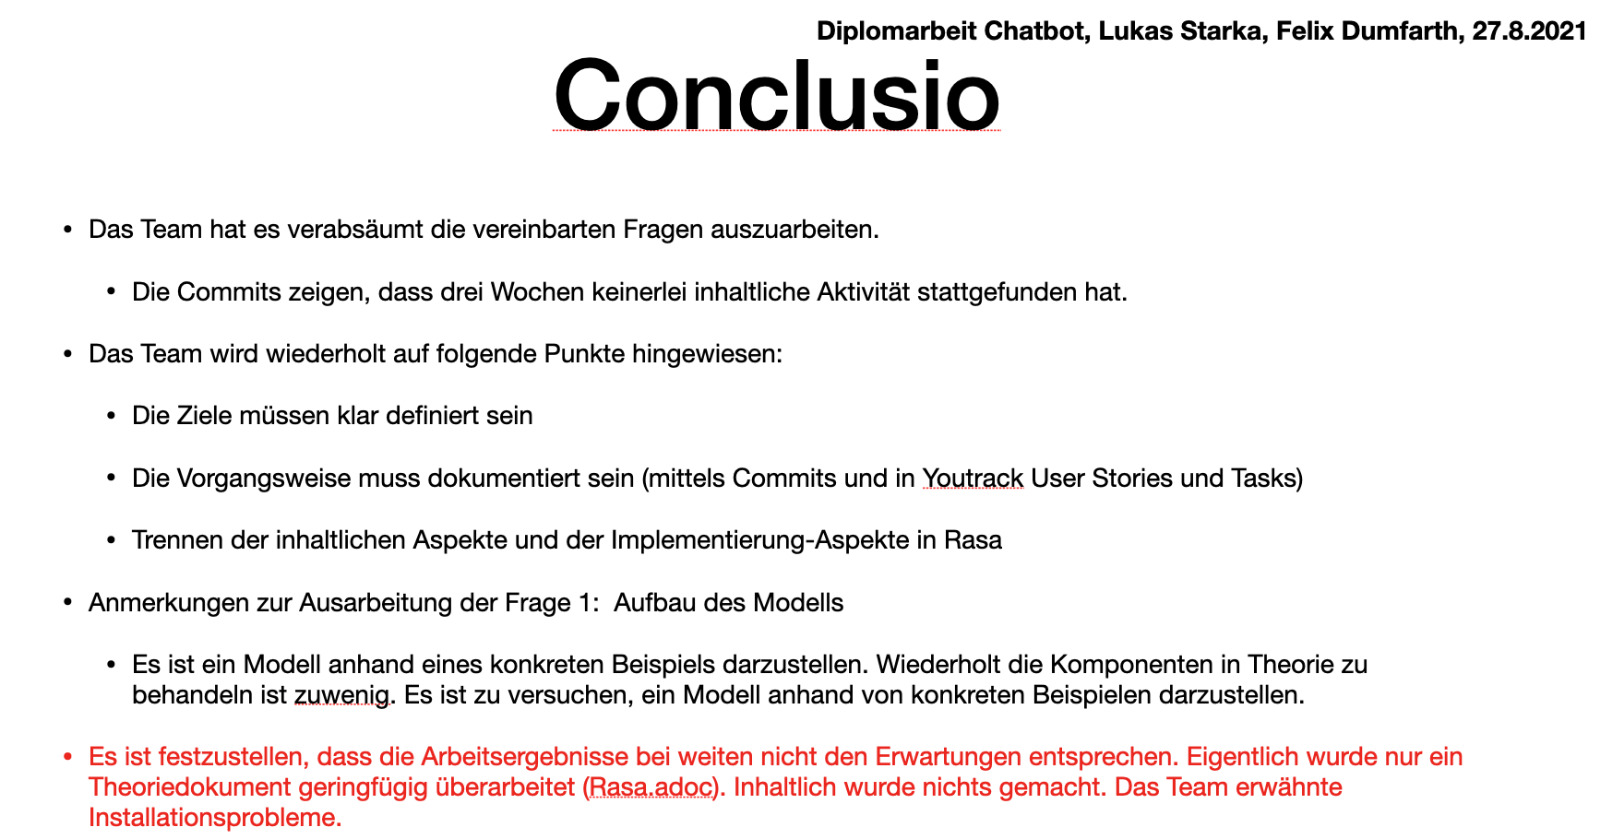 Diplomarbeit Chatbot, Lukas Starka, Felix Dumfarth, 27.8.2021
Conclusio
• Das Team hat es verabsäumt die vereinbarten Fragen auszuarbeiten.
• Die Commits zeigen, dass drei Wochen keinerlei inhaltliche Aktivität stattgefunden hat.
• Das Team wird wiederholt auf folgende Punkte hingewiesen:
• Die Ziele müssen klar definiert sein
• Die Vorgangsweise muss dokumentiert sein (mittels Commits und in Youtrack User Stories und Tasks)
• Trennen der inhaltlichen Aspekte und der Implementierung-Aspekte in Rasa
• Anmerkungen zur Ausarbeitung der Frage 1:  Aufbau des Modells
• Es ist ein Modell anhand eines konkreten Beispiels darzustellen. Wiederholt die Komponenten in Theorie zu
behandeln ist zuwenig. Es ist zu versuchen, ein Modell anhand von konkreten Beispielen darzustellen.
• Es ist festzustellen, dass die Arbeitsergebnisse bei weiten nicht den Erwartungen entsprechen. Eigentlich wurde nur ein
Theoriedokument geringfügig überarbeitet (Rasa.adoc). Inhaltlich wurde nichts gemacht. Das Team erwähnte
Installationsprobleme.